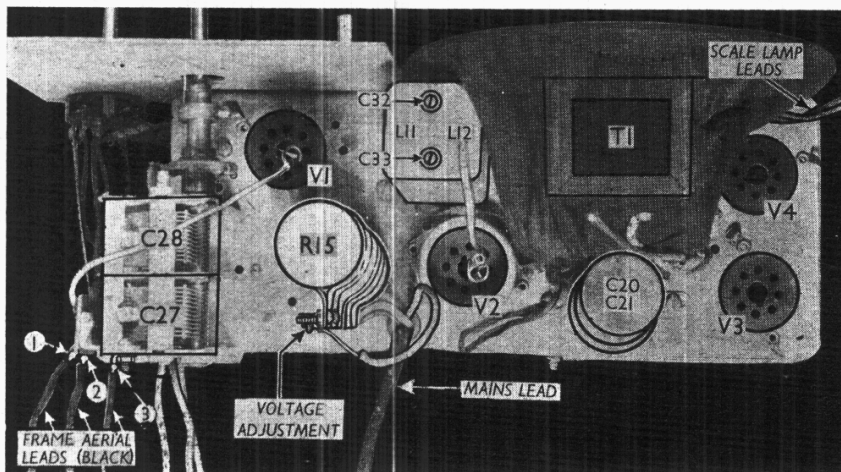 SCALE LAMP
LEADS
C32
L11
L12
T1
C33
V1
V4
C28
R15
C20
C21
C27
V2
V3
1
2
3
MAINS LEAD
VOLTAGE
ADJUSTMENT
FRAME AERIAL
LEADS (BLACK)